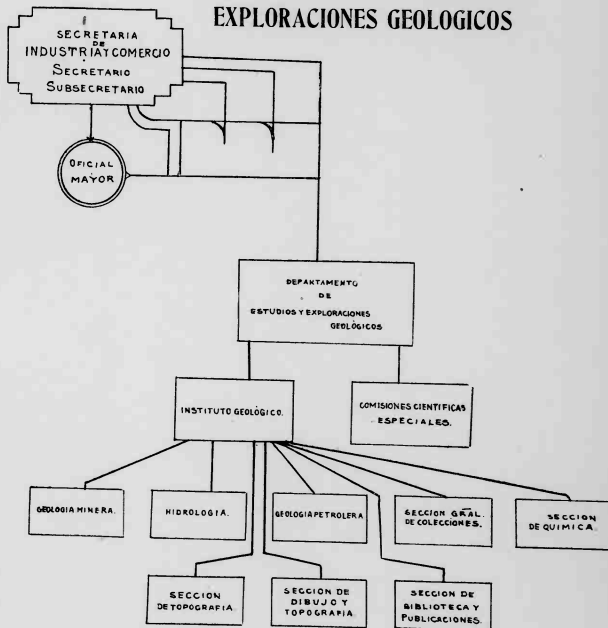 EXPLORACIONES GEOLOGICOS
SECRETARIA
DE
INDUSTRIA Y COMERCIO
SECRETARIO
SUBSECRETARIO
OFICIAL
MAYOR
DEPARTAMENTO
DE
ESTUDIOS Y EXPLORACIONES
GEOLÓGICOS
INSTITUTO GEOLÓGICO.
COMISIONES CIENTIFICAS
ESPECIALES.
GEOLOGIA MINERA.
HIDROLOGIA.
GEOLOGIA PETROLERA
SECCION GRAL.
DE COLECCIONES.
SECCION
DE QUIMICA.
SECCION
DE TOPOGRAFIA.
SECCION DE
DIBUJO Y
TOPOGRAFIA.
SECCION DE
BIBLIOTECA Y
PUBLICACIONES.